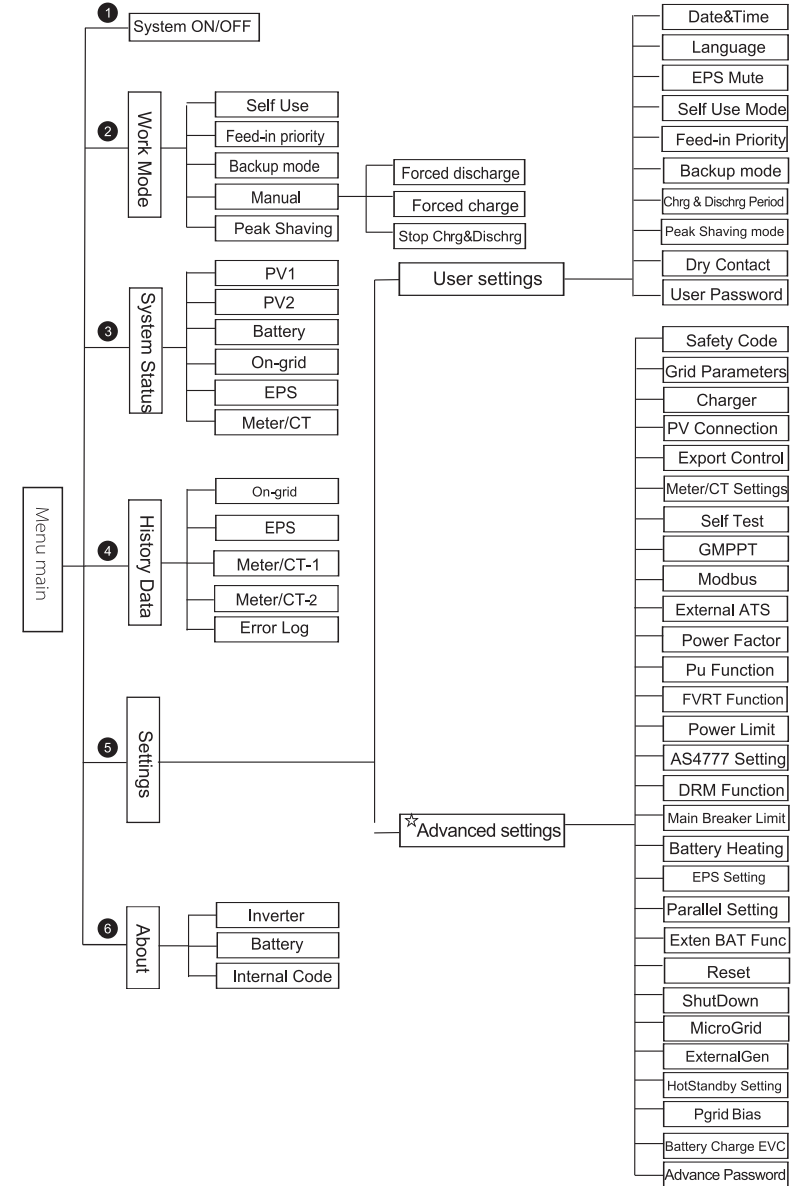 Menu main
1
System ON/OFF
2
Work Mode
Self Use
Feed-in priority
Backup mode
Manual
Forced discharge
Forced charge
Stop Chrg&Dischrg
Peak Shaving
3
System Status
PV1
PV2
Battery
On-grid
EPS
Meter/CT
4
History Data
On-grid
EPS
Meter/CT-1
Meter/CT-2
Error Log
5
Settings
User settings
Date&Time
Language
EPS Mute
Self Use Mode
Feed-in Priority
Backup mode
Chrg & Dischrg Period
Peak Shaving mode
Dry Contact
User Password
☆Advanced settings
Safety Code
Grid Parameters
Charger
PV Connection
Export Control
Meter/CT Settings
Self Test
GMPPT
Modbus
External ATS
Power Factor
Pu Function
FVRT Function
Power Limit
AS4777 Setting
DRM Function
Main Breaker Limit
Battery Heating
EPS Setting
Parallel Setting
Exten BAT Func
Reset
ShutDown
MicroGrid
ExternalGen
HotStandby Setting
Pgrid Bias
Battery Charge EVC
Advance Password
6
About
Inverter
Battery
Internal Code